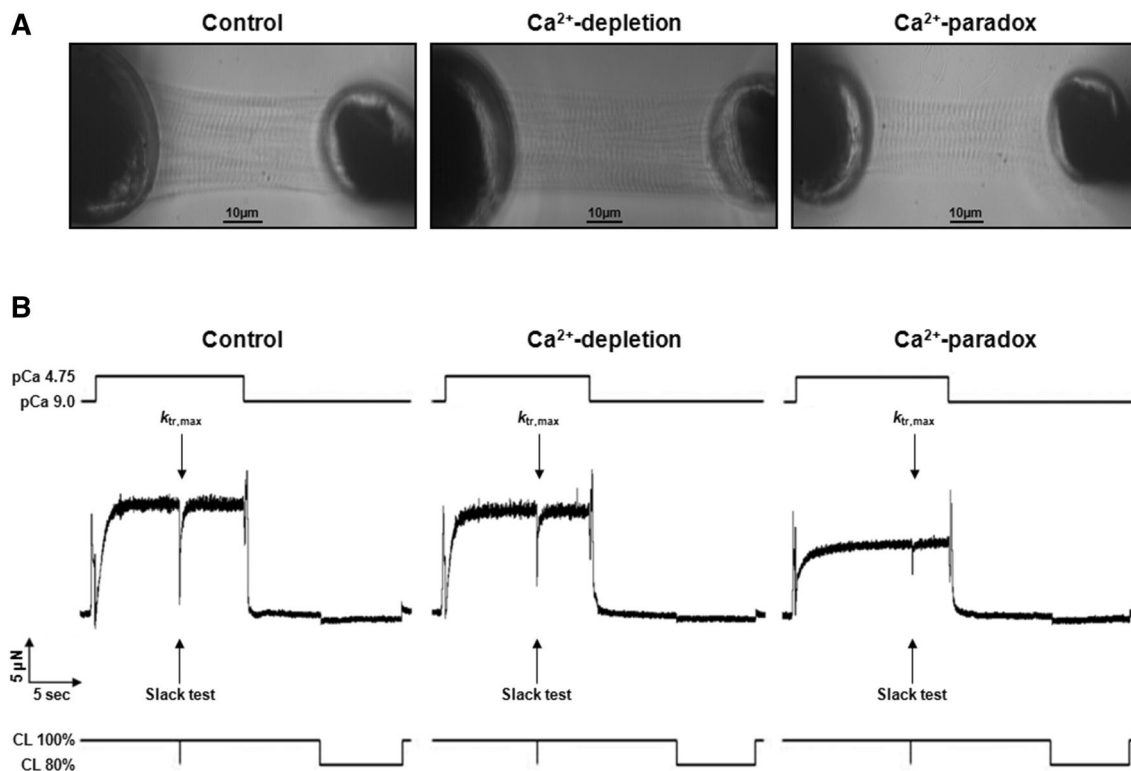 A
Control
Ca²⁺-depletion
Ca²⁺-paradox
10µm
10µm
10µm
B
Control
Ca²⁺-depletion
Ca²⁺-paradox
pCa 4.75
pCa 9.0
ktr,max
ktr,max
ktr,max
5 µN
5 sec
Slack test
Slack test
Slack test
CL 100%
CL 80%